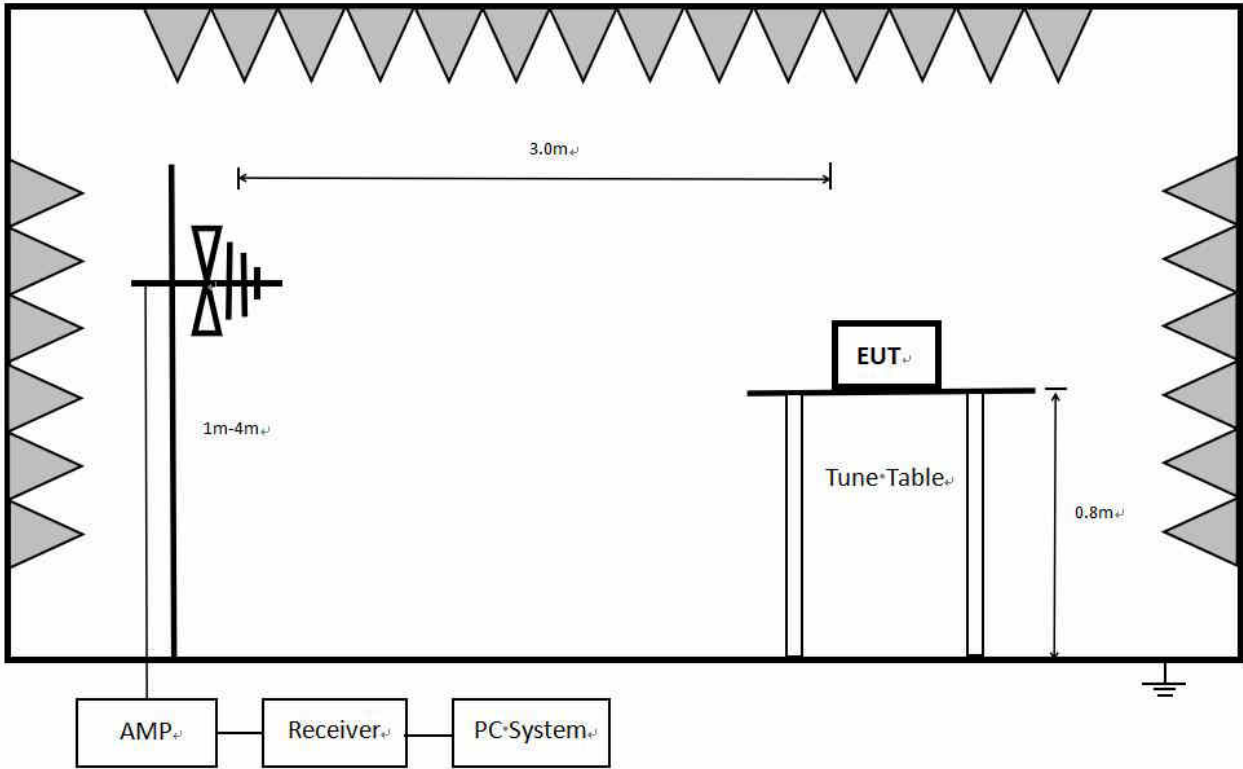 3.0m
EUT
1m-4m
Tune Table
0.8m
AMP
Receiver
PC System